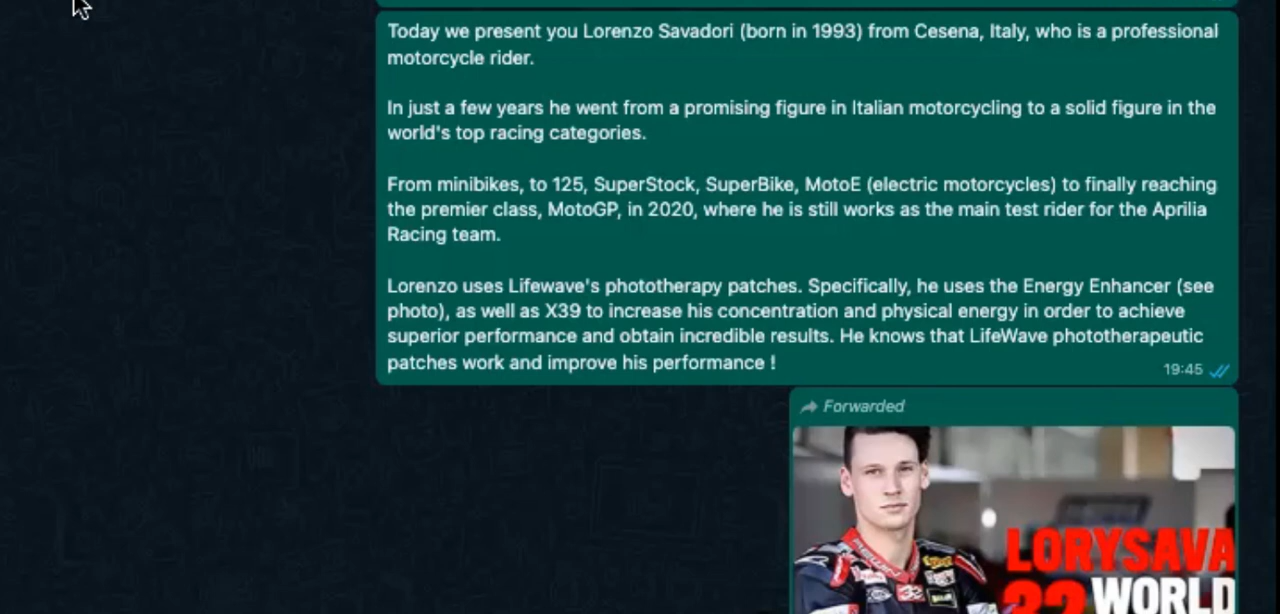 Today we present you Lorenzo Savadori (born in 1993) from Cesena, Italy, who is a professional
motorcycle rider.
In just a few years he went from a promising figure in Italian motorcycling to a solid figure in the
world's top racing categories.
From minibikes, to 125, SuperStock, SuperBike, MotoE (electric motorcycles) to finally reaching
the premier class, MotoGP, in 2020, where he is still works as the main test rider for the Aprilia
Racing team.
Lorenzo uses Lifewave's phototherapy patches. Specifically, he uses the Energy Enhancer (see
photo), as well as X39 to increase his concentration and physical energy in order to achieve
superior performance and obtain incredible results. He knows that LifeWave phototherapeutic
patches work and improve his performance !
19:45
Forwarded
LORYSAVA
32 WORLD